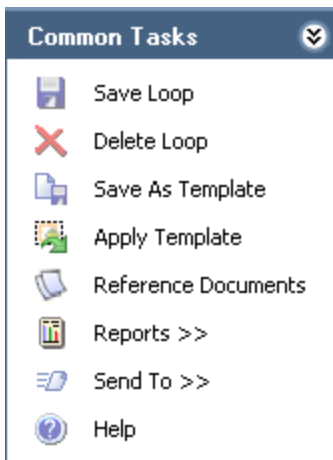 Common Tasks
Save Loop
Delete Loop
Save As Template
Apply Template
Reference Documents
Reports >>
Send To >>
Help